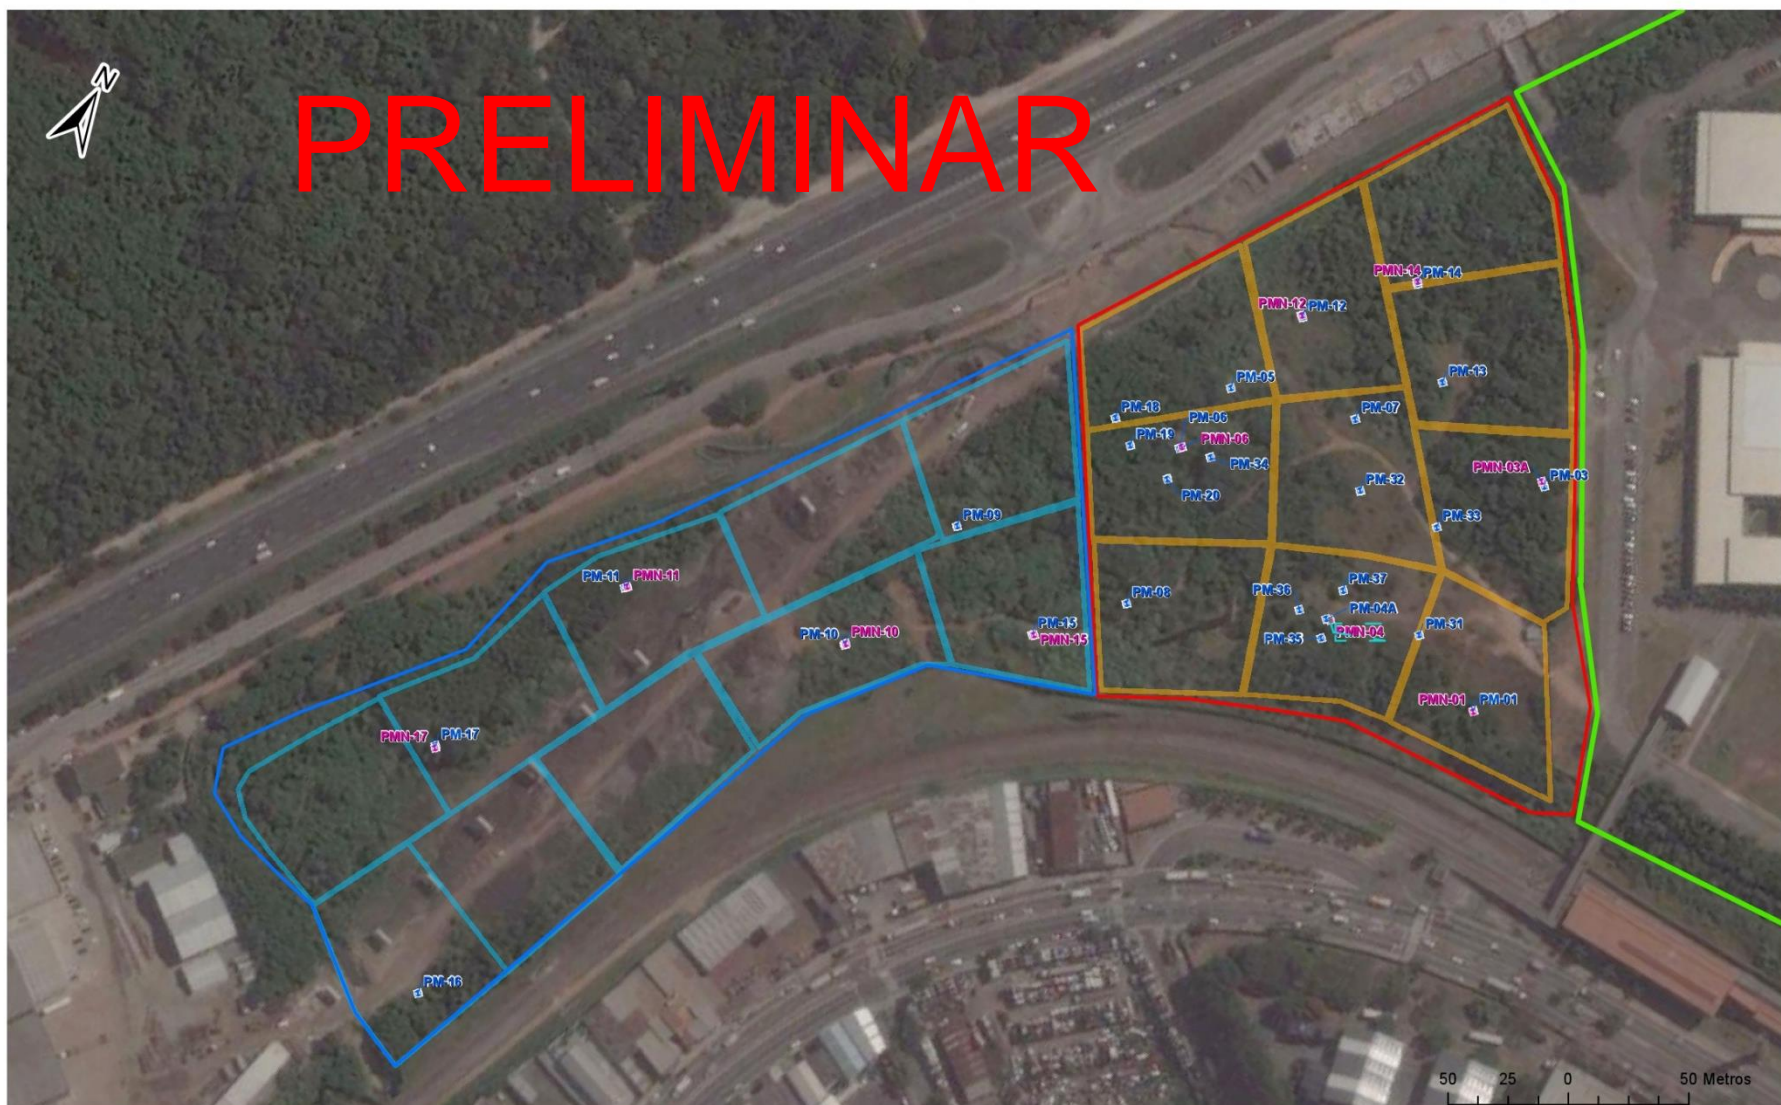 N
PRELIMINAR
PMN-14 PM-14
PMN-12 PM-12
PM-13
PM-05
PM-18
PM-06
PM-07
PM-19
PMN-06
PM-34
PMN-03A
PM-03
PM-32
PM-20
PM-33
PM-09
PM-11 PMN-11
PM-37
PM-36
PM-08
PM-04A
PM-15
PM-31
PM-10 PMN-10
PMN-04
PM-35
PMN-15
PMN-01 PM-01
PMN-17 PM-17
PM-16
50 25 0 50 Metros